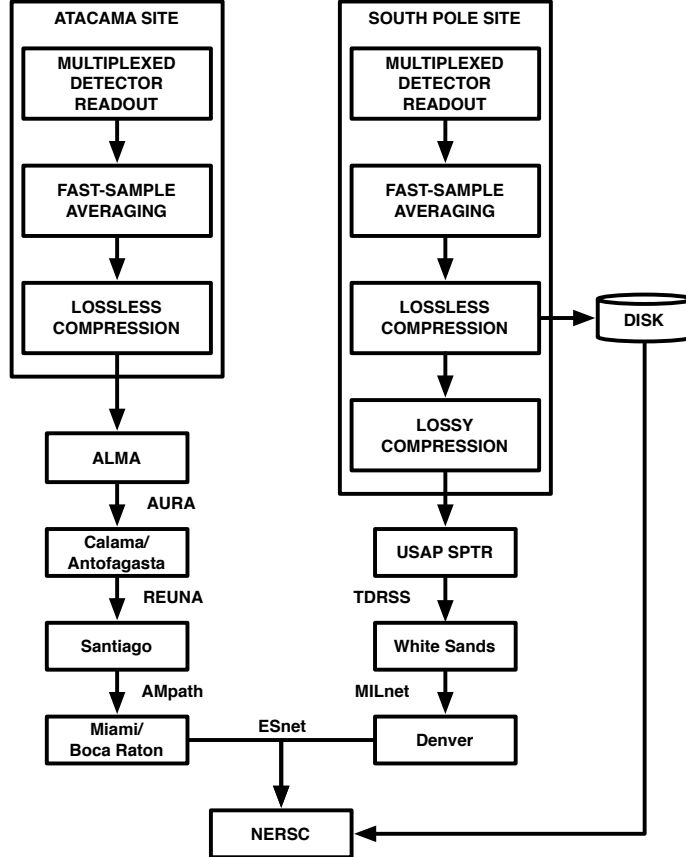 ATACAMA SITE
MULTIPLEXED
DETECTOR
READOUT
FAST-SAMPLE
AVERAGING
LOSSLESS
COMPRESSION
ALMA
AURA
Calama/
Antofagasta
REUNA
Santiago
AMpath
Miami/
Boca Raton
SOUTH POLE SITE
MULTIPLEXED
DETECTOR
READOUT
FAST-SAMPLE
AVERAGING
LOSSLESS
COMPRESSION
DISK
LOSSY
COMPRESSION
USAP SPTR
TDRSS
White Sands
MILnet
Denver
ESnet
NERSC